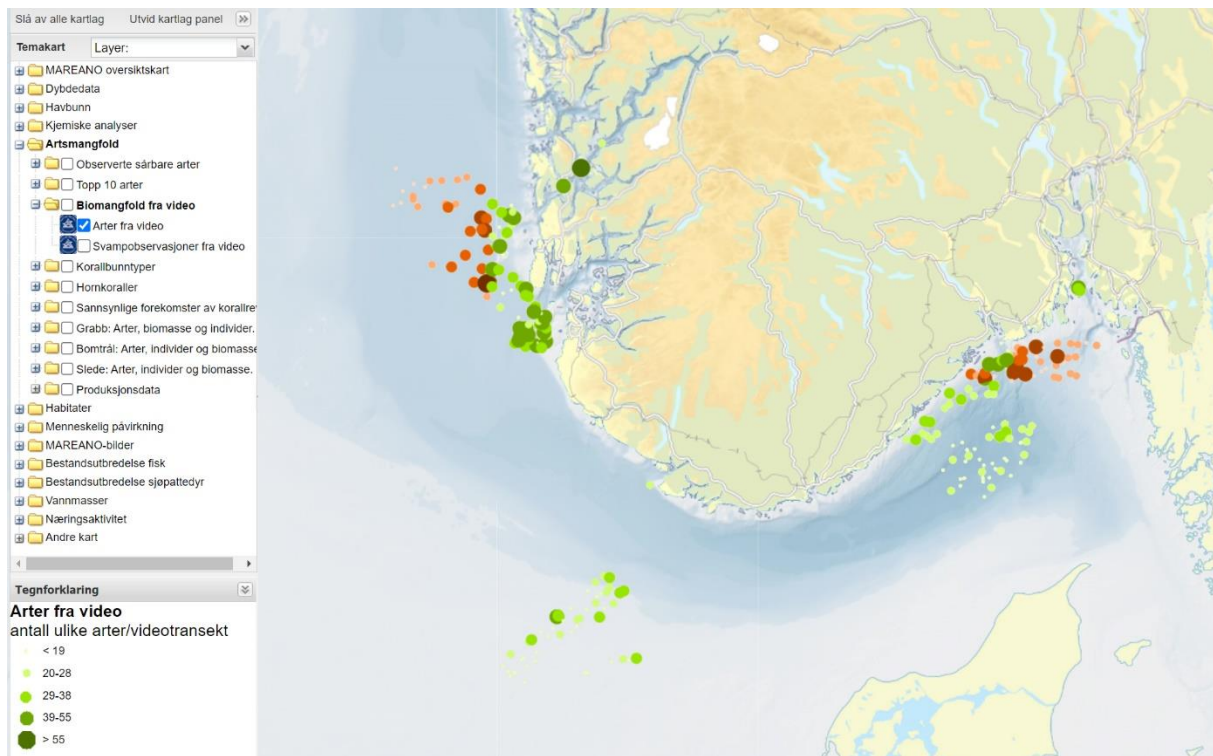 Slå av alle kartlag Utvid kartlag panel
Temakart Layer:
MAREANO oversiktskart
Dybdedata
Havbunn
Kjemiske analyser
Artsmangfold
Observerte sårbare arter
Topp 10 arter
Biomangfold fra video
Arter fra video
Svampobservasjoner fra video
Korallbunntyper
Hornkoraller
Sannsynlige forekomster av korallre
Grabb: Arter, biomasse og individer.
Bomtrål: Arter, individer og biomasse
Slede: Arter, individer og biomasse.
Produksjonsdata
Habitater
Menneskelig påvirkning
MAREANO-bilder
Bestandsutbredelse fisk
Bestandsutbredelse sjøpattedyr
Vannmasser
Næringsaktivitet
Andre kart
Tegnforklaring
Arter fra video
antall ulike arter/videotransekt
< 19
20-28
29-38
39-55
> 55